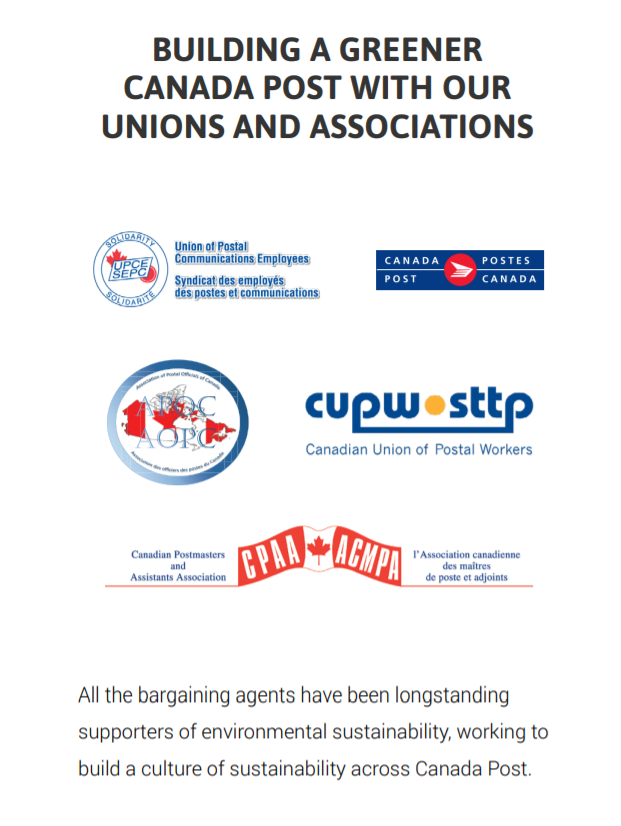 BUILDING A GREENER
CANADA POST WITH OUR
UNIONS AND ASSOCIATIONS
SOLIDARITY
UPCE
SEPC
SOLIDARITÉ
Union of Postal
Communications Employees
Syndicat des employés
des postes et communications
CANADA POSTES
POST CANADA
Association of Postal Officials of Canada
APOC
AOPC
Association des officiers des postes du Canada
cupw sttp
Canadian Union of Postal Workers
Canadian Postmasters
and
Assistants Association
CPAA ACMPA
l'Association canadienne
des maîtres
de poste et adjoints
All the bargaining agents have been longstanding
supporters of environmental sustainability, working to
build a culture of sustainability across Canada Post.